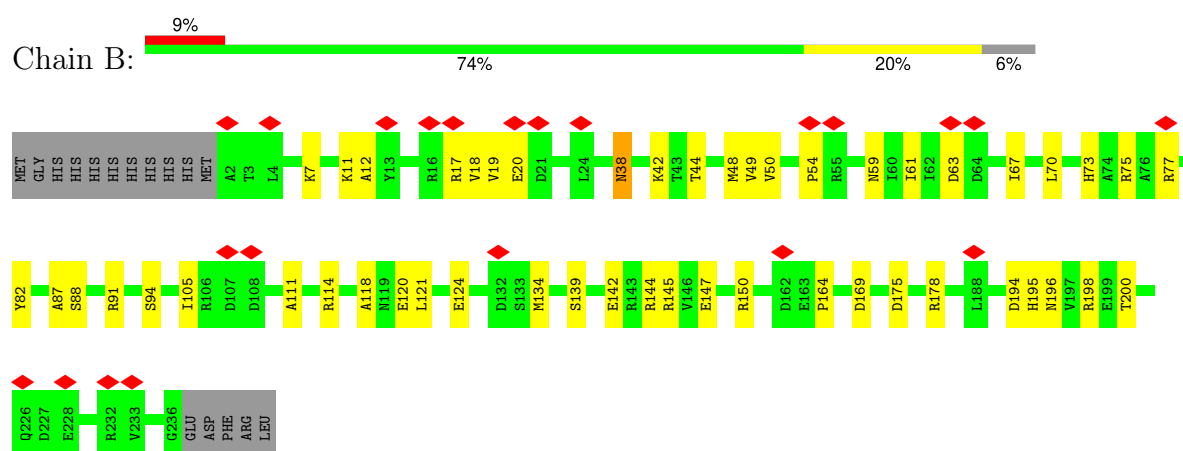 9%
Chain B:
74% 20% 6%
MET GLY HIS HIS HIS HIS HIS HIS HIS MET A2 T3 L4 K7 K11 A12 Y13 R16 R17 V18 V19 E20 D21 L24 N38 K42 T43 T44 M48 V49 V50 P54 R55 N59 I60 I61 I62 D63 D64 I67 L70 H73 A74 R75 A76 R77
Y82 A87 S88 R91 S94 I105 R106 D107 D108 A111 R114 A118 N119 E120 L121 E124 D132 S133 M134 S139 E142 R143 R144 R145 V146 E147 R150 D162 E163 P164 D169 D175 R178 L188 D194 H195 N196 V197 R198 E199 T200
Q226 D227 E228 R232 V233 G236 GLU ASP PHE ARG LEU